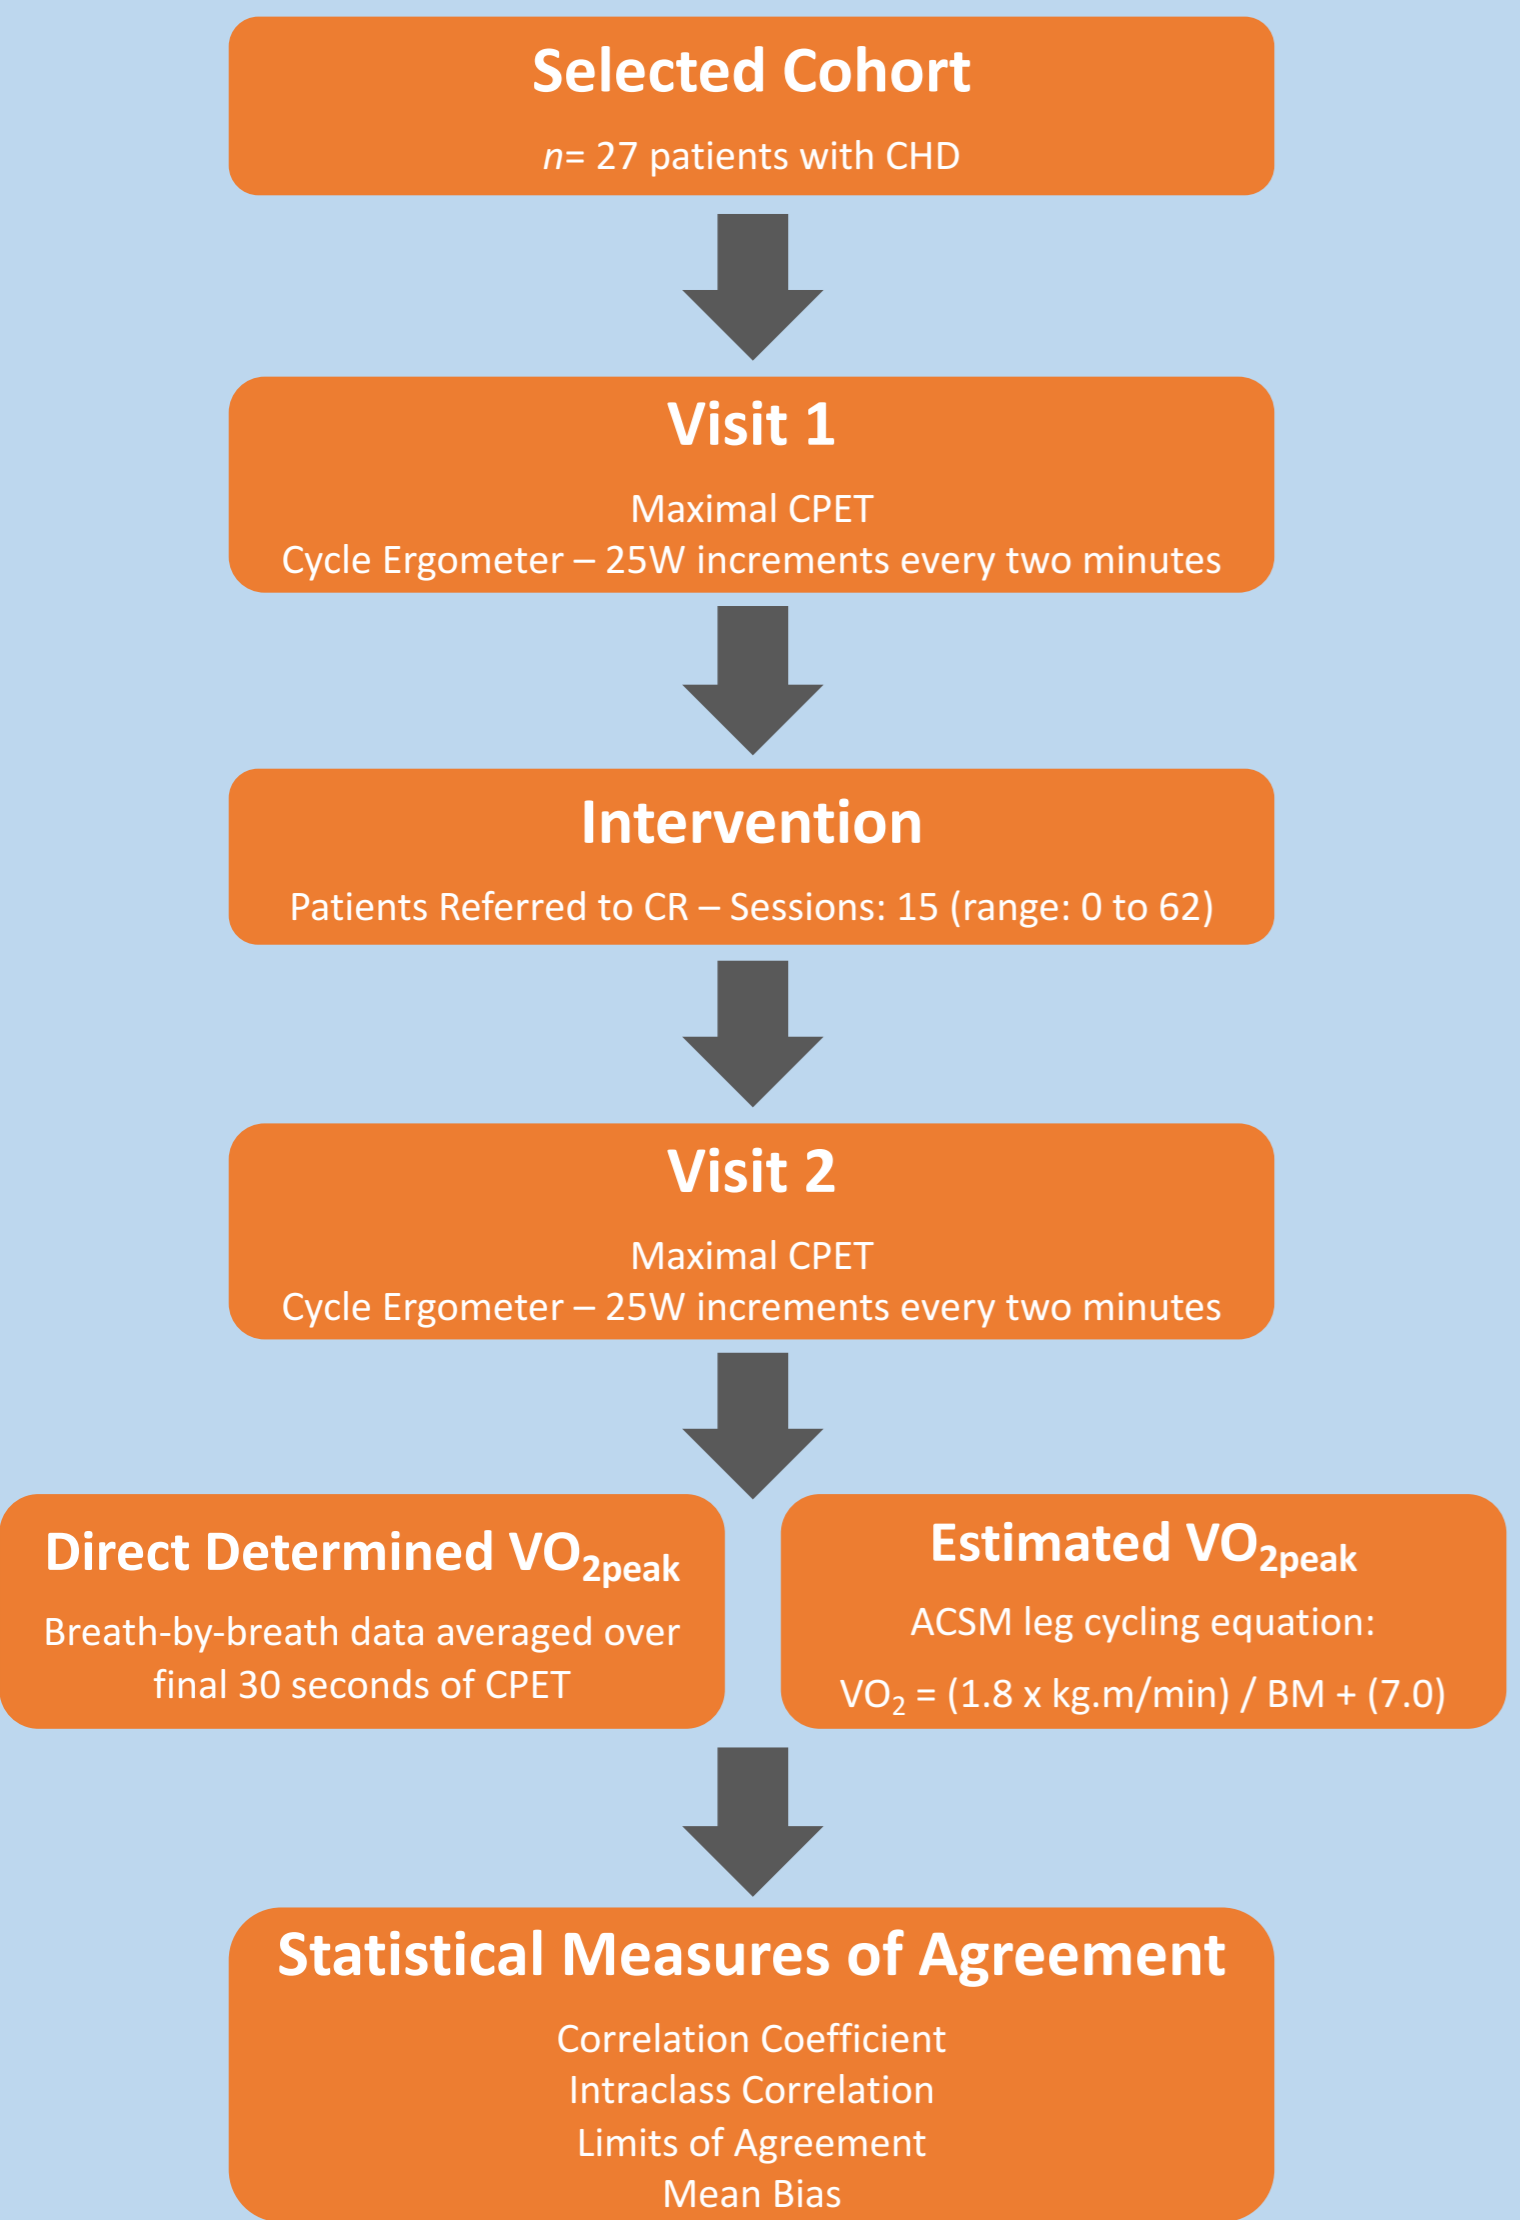 Selected Cohort
n= 27 patients with CHD
Visit 1
Maximal CPET
Cycle Ergometer – 25W increments every two minutes
Intervention
Patients Referred to CR – Sessions: 15 (range: 0 to 62)
Visit 2
Maximal CPET
Cycle Ergometer – 25W increments every two minutes
Direct Determined VO2peak
Breath-by-breath data averaged over
final 30 seconds of CPET
Estimated VO2peak
ACSM leg cycling equation:
VO2 = (1.8 x kg.m/min) / BM + (7.0)
Statistical Measures of Agreement
Correlation Coefficient
Intraclass Correlation
Limits of Agreement
Mean Bias